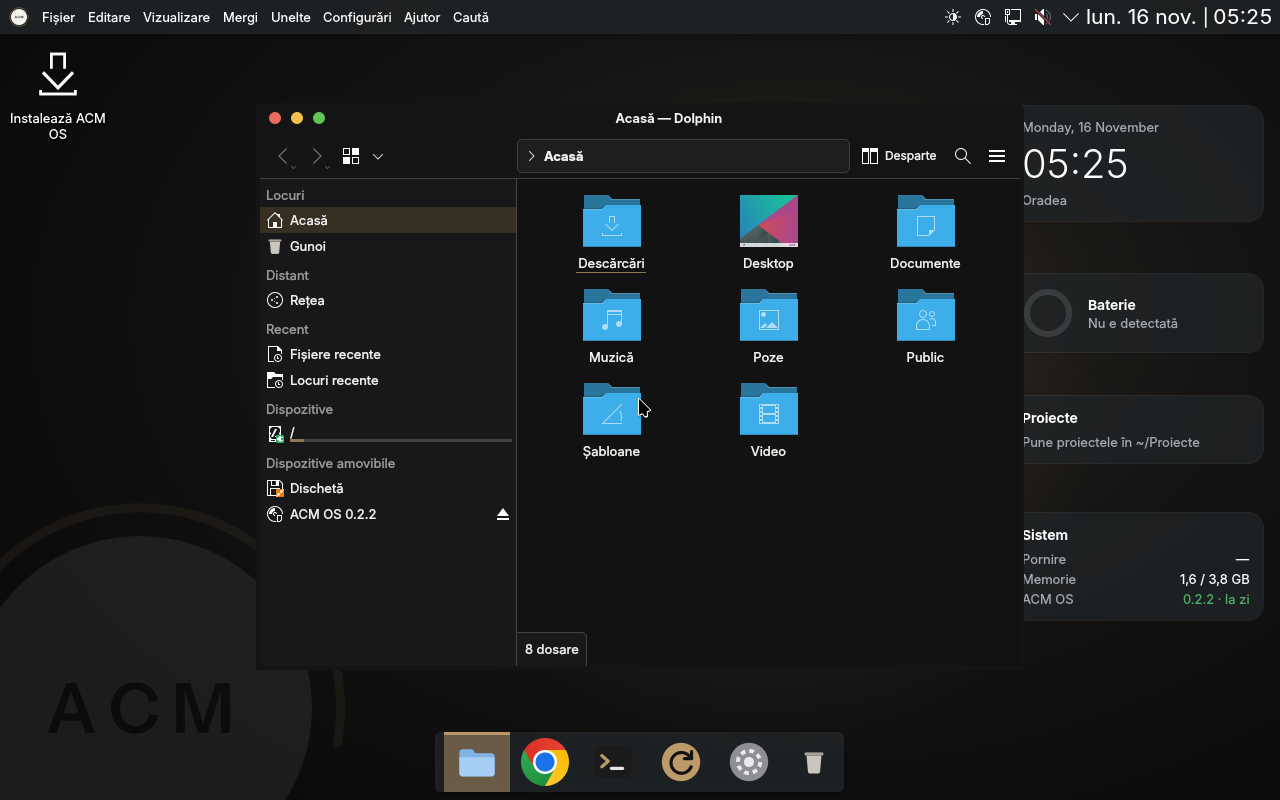 Fișier Editare Vizualizare Mergi Unelte Configurări Ajutor Caută
lun. 16 nov. | 05:25
Instalează ACM
OS
Acasă — Dolphin
Acasă
Desparte
Locuri
Acasă
Gunoi
Distant
Rețea
Recent
Fișiere recente
Locuri recente
Dispozitive
/
Dispozitive amovibile
Dischetă
ACM OS 0.2.2
Descărcări
Desktop
Documente
Muzică
Poze
Public
Șabloane
Video
8 dosare
Monday, 16 November
05:25
Oradea
Baterie
Nu e detectată
Proiecte
Pune proiectele în ~/Proiecte
Sistem
Pornire —
Memorie 1,6 / 3,8 GB
ACM OS 0.2.2 · la zi
ACM